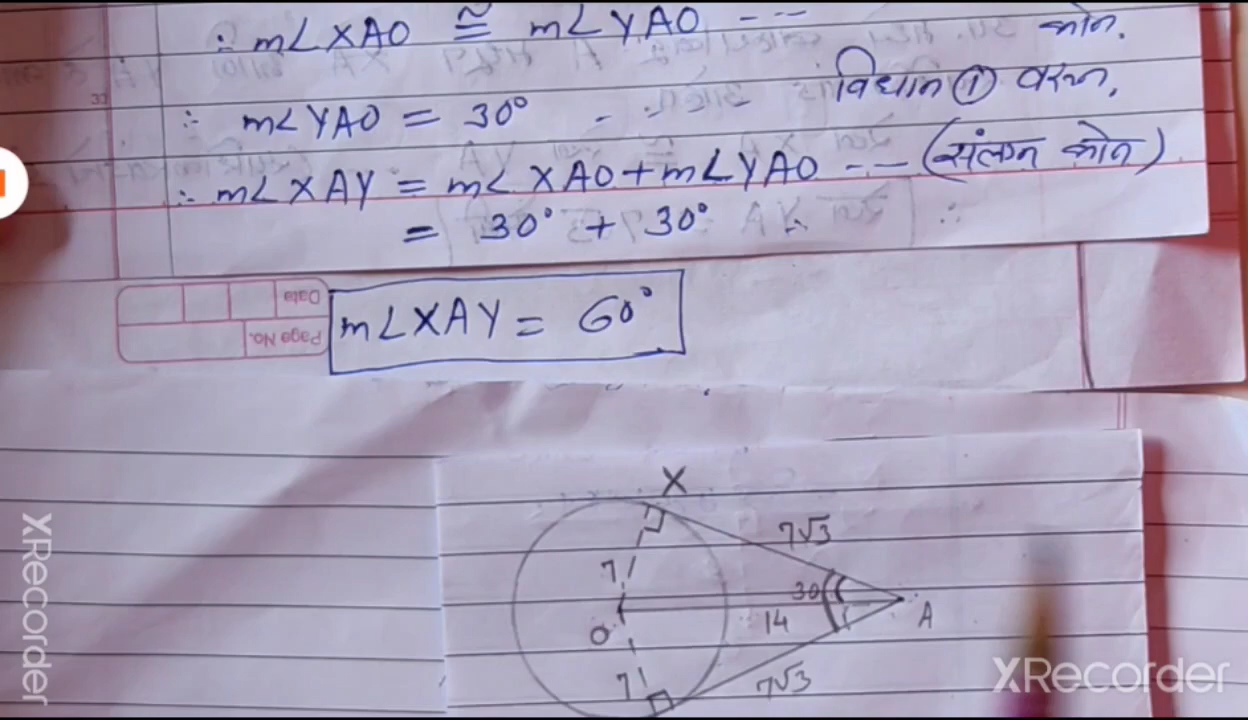 ∴ m∠XAO ≅ m∠YAO --- कोन.
∴ m∠YAO = 30° --- विधान ① वरून,
∴ m∠XAY = m∠XAO + m∠YAO --- (संलग्न कोन)
= 30° + 30°
Date
Page No.
m∠XAY = 60°
X
7√3
7
30
O
14
A
7
7√3
XRecorder
XRecorder